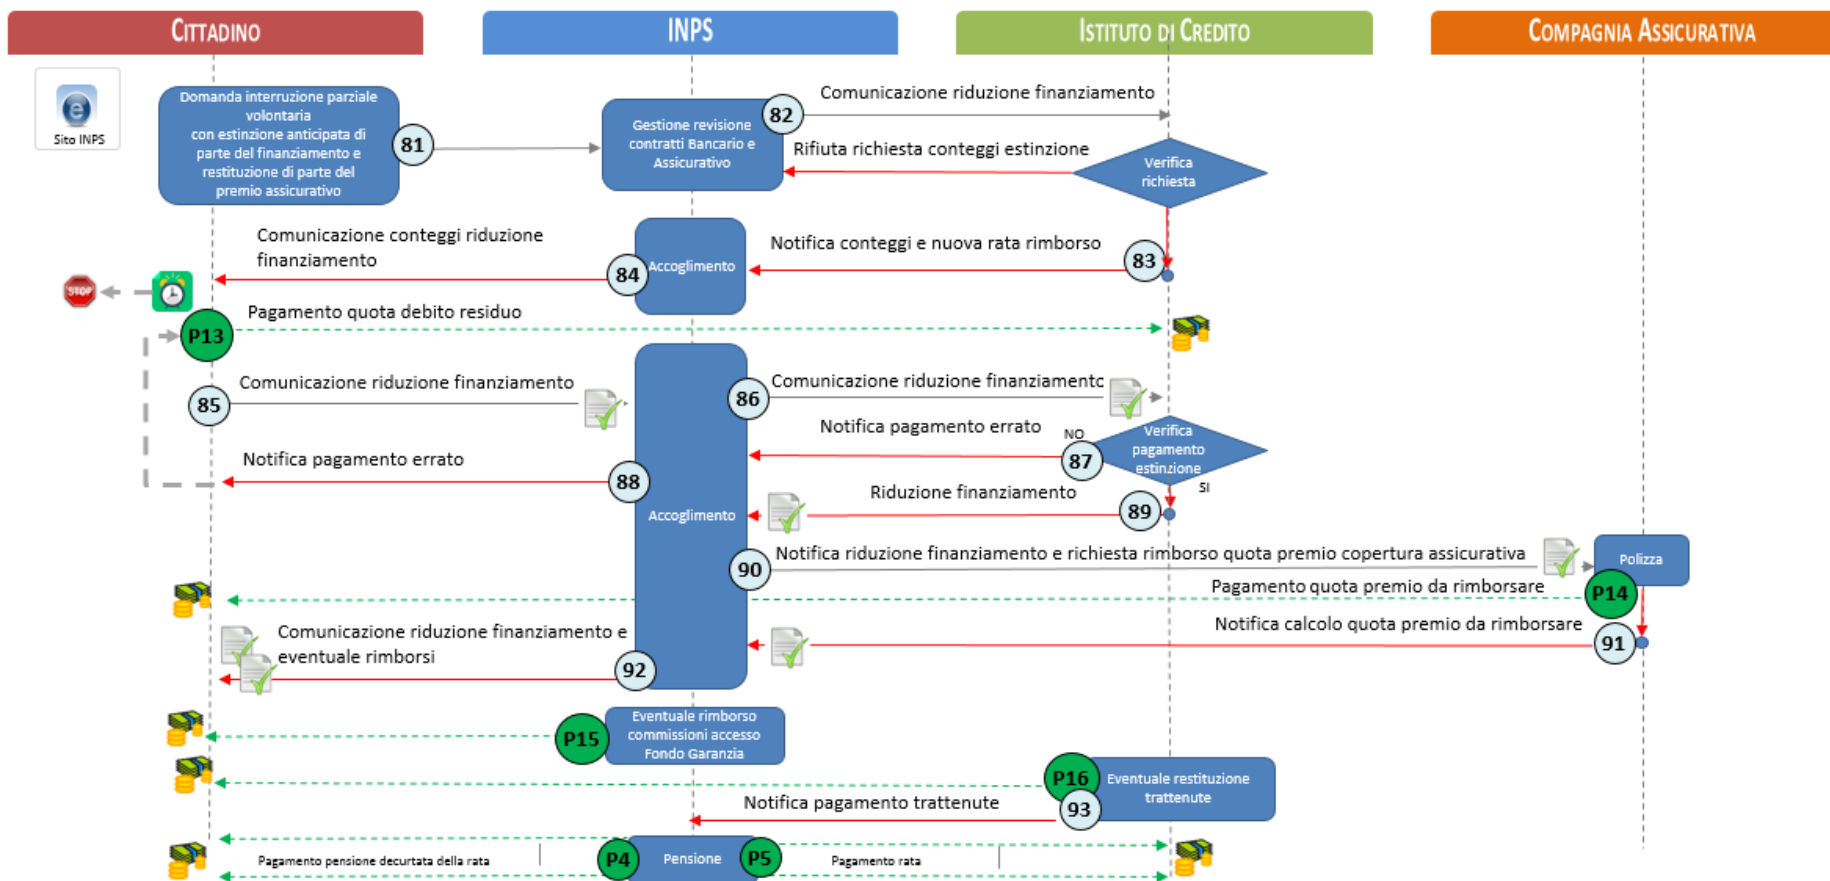 CITTADINO
INPS
ISTITUTO DI CREDITO
COMPAGNIA ASSICURATIVA
e
Sito INPS
Domanda interruzione parziale
volontaria
con estinzione anticipata di
parte del finanziamento e
restituzione di parte del
premio assicurativo
81
Gestione revisione
contratti Bancario e
Assicurativo
82
Comunicazione riduzione finanziamento
Rifiuta richiesta conteggi estinzione
Verifica
richiesta
Comunicazione conteggi riduzione
finanziamento
84
Accoglimento
Notifica conteggi e nuova rata rimborso
83
STOP
P13
Pagamento quota debito residuo
85
Comunicazione riduzione finanziamento
86
Comunicazione riduzione finanziamento
Notifica pagamento errato
NO
87
Verifica
pagamento
estinzione
SI
Notifica pagamento errato
88
Accoglimento
Riduzione finanziamento
89
90
Notifica riduzione finanziamento e richiesta rimborso quota premio copertura assicurativa
Polizza
Pagamento quota premio da rimborsare
P14
Notifica calcolo quota premio da rimborsare
91
Comunicazione riduzione finanziamento e
eventuale rimborsi
92
P15
Eventuale rimborso
commissioni accesso
Fondo Garanzia
P16
Eventuale restituzione
trattenute
Notifica pagamento trattenute
93
Pagamento pensione decurtata della rata
P4
Pensione
P5
Pagamento rata